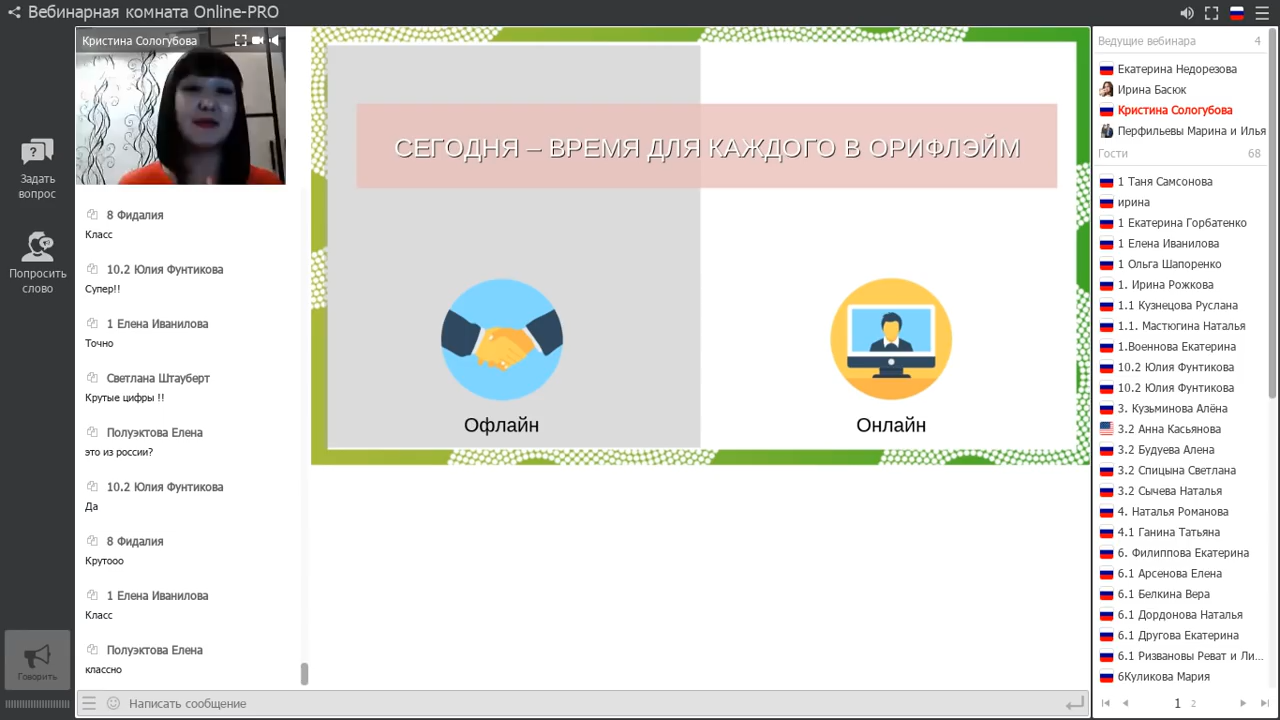 Вебинарная комната Online-PRO
Задать
вопрос
Попросить
слово
Говорить
Кристина Сологубова
8 Фидалия
Класс
10.2 Юлия Фунтикова
Супер!!
1 Елена Иванилова
Точно
Светлана Штауберт
Крутые цифры !!
Полуэктова Елена
это из россии?
10.2 Юлия Фунтикова
Да
8 Фидалия
Крутооо
1 Елена Иванилова
Класс
Полуэктова Елена
классно
Написать сообщение
СЕГОДНЯ – ВРЕМЯ ДЛЯ КАЖДОГО В ОРИФЛЭЙМ
Офлайн
Онлайн
Ведущие вебинара 4
Екатерина Недорезова
Ирина Басюк
Кристина Сологубова
Перфильевы Марина и Илья
Гости 68
1 Таня Самсонова
ирина
1 Екатерина Горбатенко
1 Елена Иванилова
1 Ольга Шапоренко
1. Ирина Рожкова
1.1 Кузнецова Руслана
1.1. Мастюгина Наталья
1.Военнова Екатерина
10.2 Юлия Фунтикова
10.2 Юлия Фунтикова
3. Кузьминова Алёна
3.2 Анна Касьянова
3.2 Будуева Алена
3.2 Спицына Светлана
3.2 Сычева Наталья
4. Наталья Романова
4.1 Ганина Татьяна
6. Филиппова Екатерина
6.1 Арсенова Елена
6.1 Белкина Вера
6.1 Дордонова Наталья
6.1 Другова Екатерина
6.1 Ризвановы Реват и Ли...
6Куликова Мария
1 2